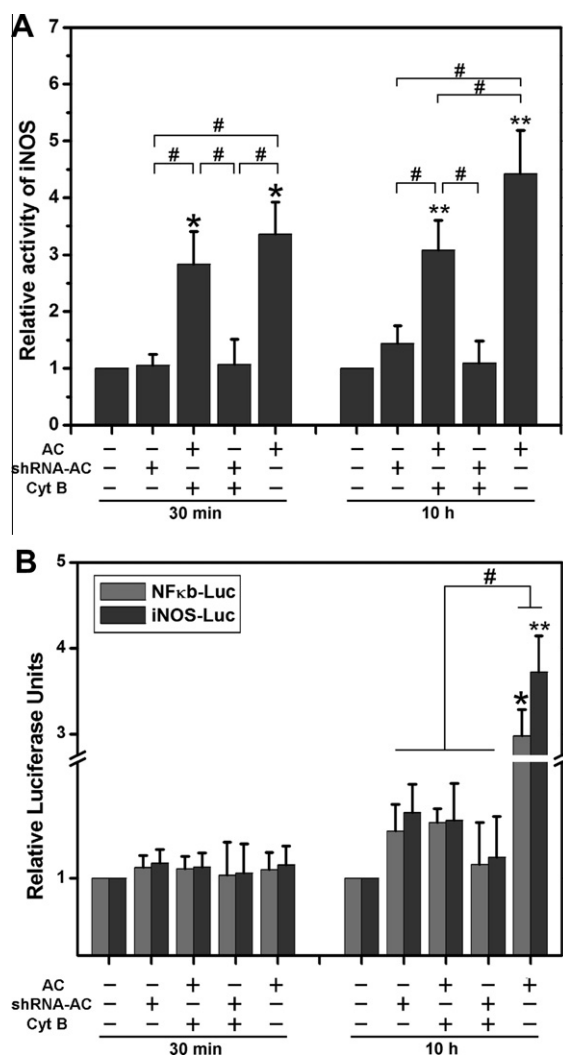 A
Relative activity of iNOS
7
6
5
4
3
2
1
0
#
# # #
* *
#
#
# #
** **
AC − − + − + − − + − +
shRNA-AC − + − + − − + − + −
Cyt B − − + + − − − + + −
30 min 10 h
B
Relative Luciferase Units
5
4
3
1
NFκb-Luc
iNOS-Luc
#
* **
AC − − + − + − − + − +
shRNA-AC − + − + − − + − + −
Cyt B − − + + − − − + + −
30 min 10 h